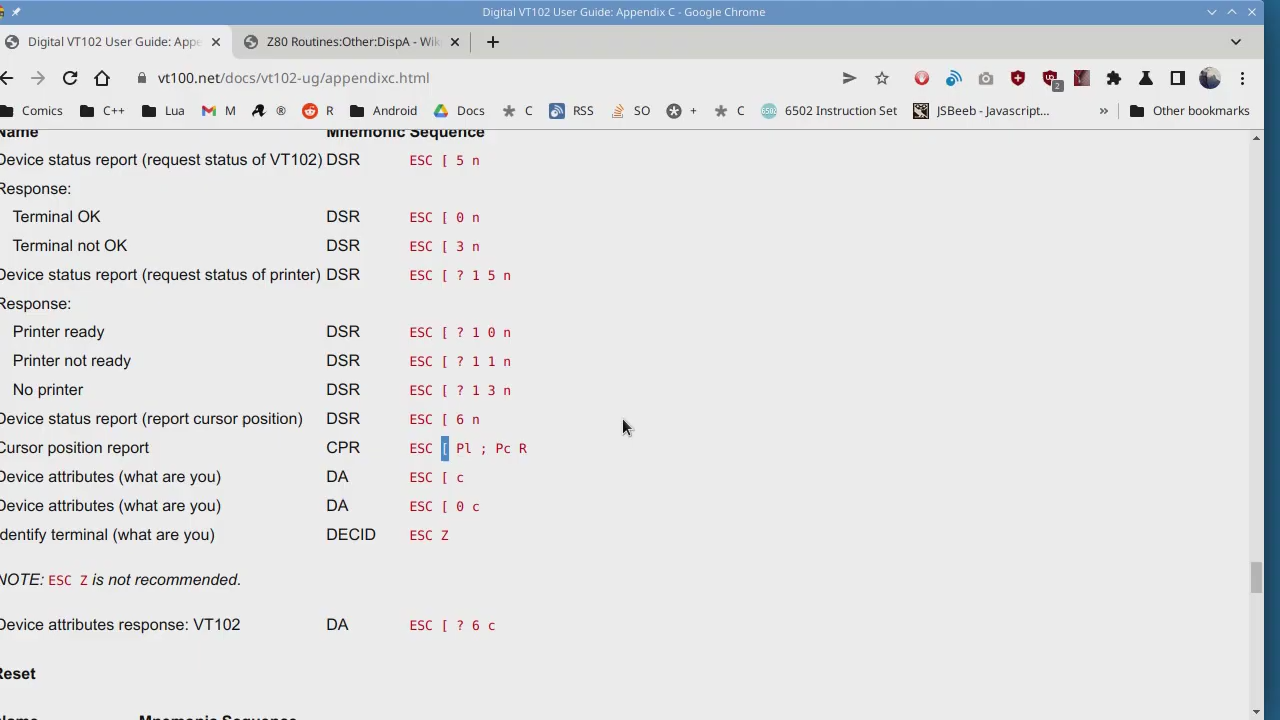 Digital VT102 User Guide: Appendix C - Google Chrome
Digital VT102 User Guide: Appe
Z80 Routines:Other:DispA - Wik
vt100.net/docs/vt102-ug/appendixc.html
2
Comics C++ Lua M ® R Android Docs C RSS SO + C 6502 Instruction Set JSBeeb - Javascript... » Other bookmarks
Name Mnemonic Sequence
Device status report (request status of VT102) DSR ESC [ 5 n
Response:
Terminal OK DSR ESC [ 0 n
Terminal not OK DSR ESC [ 3 n
Device status report (request status of printer) DSR ESC [ ? 1 5 n
Response:
Printer ready DSR ESC [ ? 1 0 n
Printer not ready DSR ESC [ ? 1 1 n
No printer DSR ESC [ ? 1 3 n
Device status report (report cursor position) DSR ESC [ 6 n
Cursor position report CPR ESC [ Pl ; Pc R
Device attributes (what are you) DA ESC [ c
Device attributes (what are you) DA ESC [ 0 c
Identify terminal (what are you) DECID ESC Z
NOTE: ESC Z is not recommended.
Device attributes response: VT102 DA ESC [ ? 6 c
Reset
Name Mnemonic Sequence